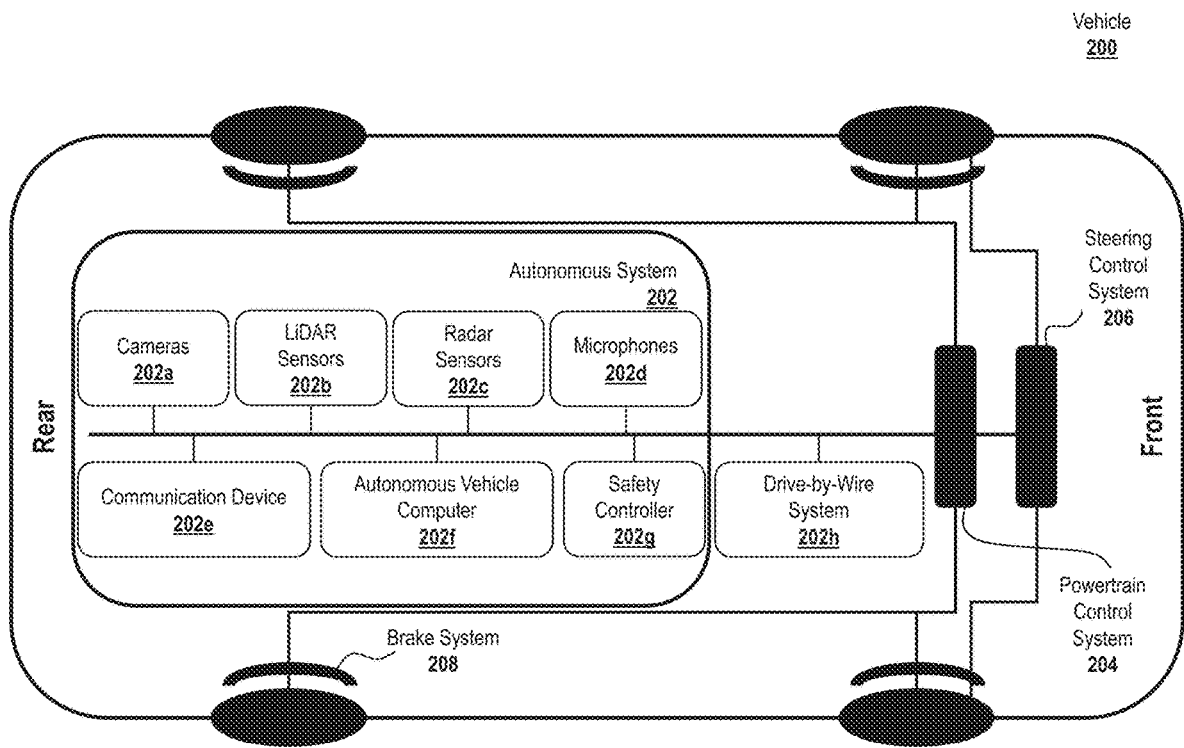 Vehicle
200
Steering
Control
System
206
Autonomous System
202
Cameras
202a
LiDAR
Sensors
202b
Radar
Sensors
202c
Microphones
202d
Rear
Front
Communication Device
202e
Autonomous Vehicle
Computer
202f
Safety
Controller
202g
Drive-by-Wire
System
202h
Powertrain
Control
System
204
Brake System
208